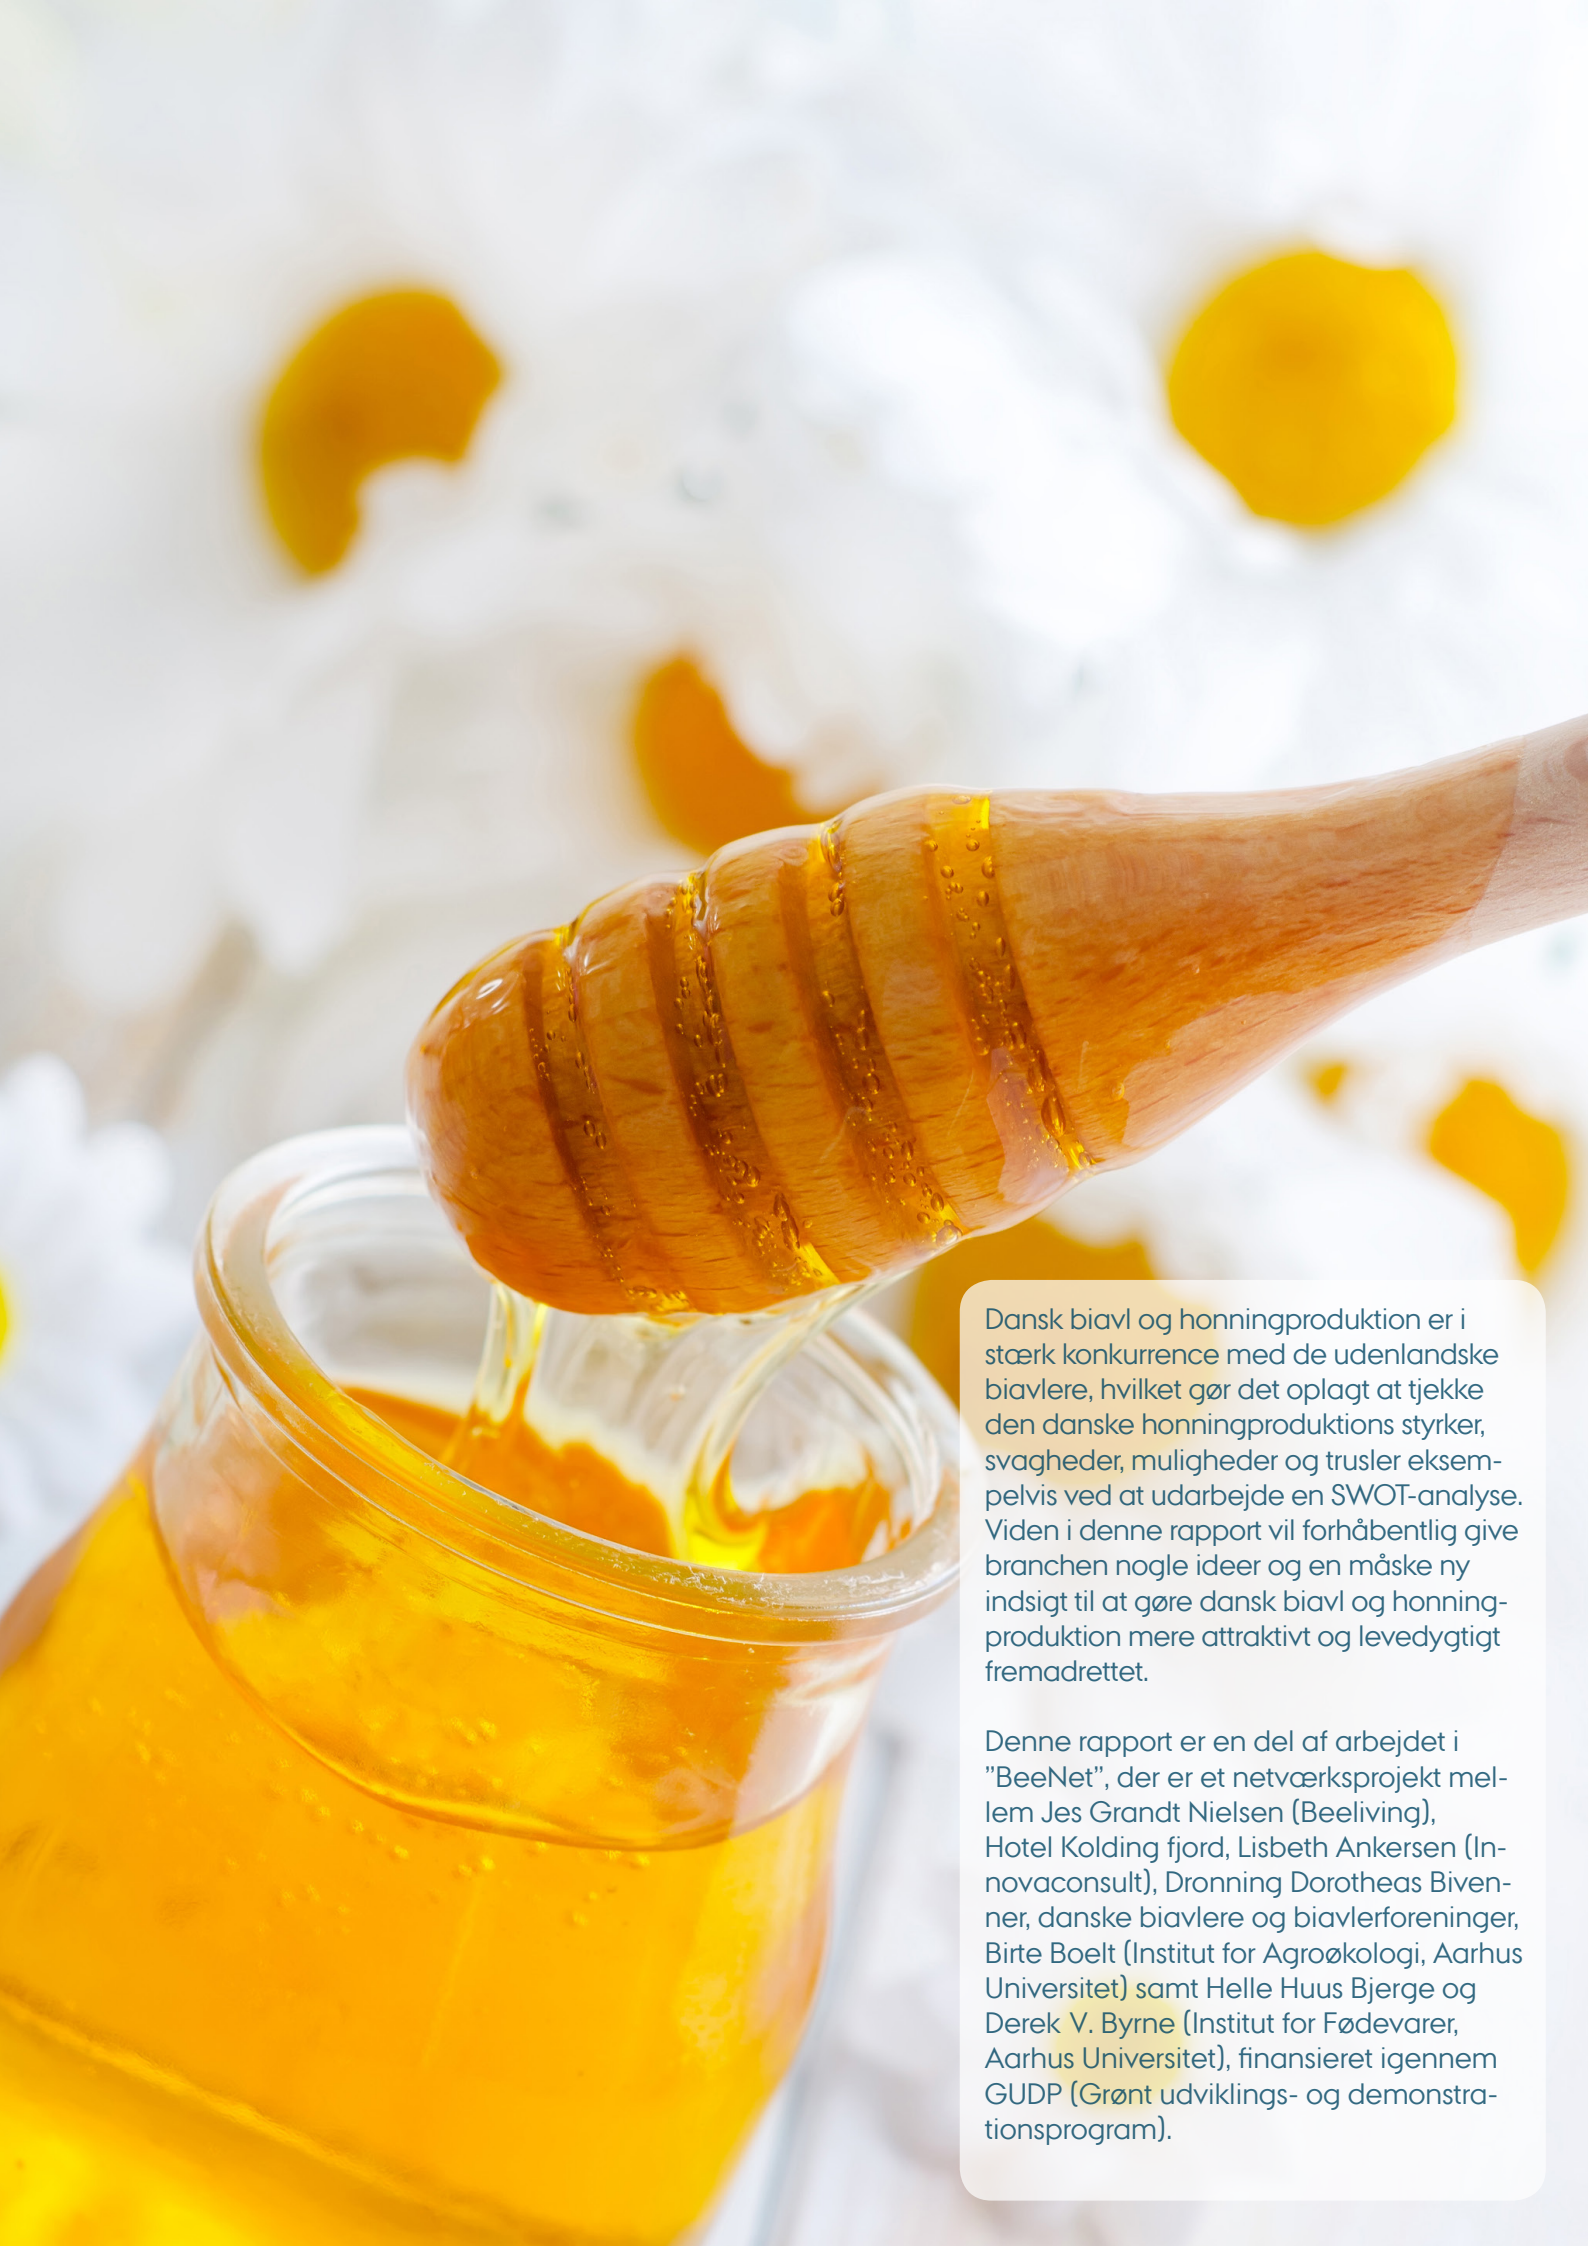 Dansk biavl og honningproduktion er i
stærk konkurrence med de udenlandske
biavlere, hvilket gør det oplagt at tjekke
den danske honningproduktions styrker,
svagheder, muligheder og trusler eksem-
pelvis ved at udarbejde en SWOT-analyse.
Viden i denne rapport vil forhåbentlig give
branchen nogle ideer og en måske ny
indsigt til at gøre dansk biavl og honning-
produktion mere attraktivt og levedygtigt
fremadrettet.
Denne rapport er en del af arbejdet i
”BeeNet”, der er et netværksprojekt mel-
lem Jes Grandt Nielsen (Beeliving),
Hotel Kolding fjord, Lisbeth Ankersen (In-
novaconsult), Dronning Dorotheas Biven-
ner, danske biavlere og biavlerforeninger,
Birte Boelt (Institut for Agroøkologi, Aarhus
Universitet) samt Helle Huus Bjerge og
Derek V. Byrne (Institut for Fødevarer,
Aarhus Universitet), finansieret igennem
GUDP (Grønt udviklings- og demonstra-
tionsprogram).